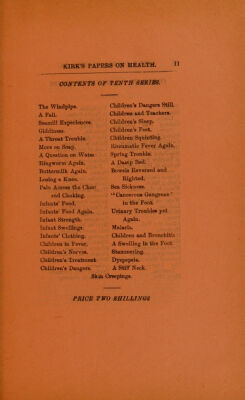 KIRK'S PAPERS ON HEALTH. 11
CONTENTS OF TENTH SERIES.
The Windpipe.
A Fall.
Seamill Experiences.
Giddiness.
A Throat Trouble.
More on Soap.
A Question on Water
Ringworm Again.
Buttermilk Again.
Losing a Knee.
Pain Across the Chest
and Choking.
Infants' Food.
Infants' Food Again.
Infant Strength.
Infant Swellings.
Infants' Clothing.
Children in Fever.
Children's Nerves.
Children's Treatment
Children's Dangers.
Children's Dangers Still.
Children and Teachers.
Children's Sleep.
Children's Feet.
Children Squinting.
Rheumatic Fever Again.
Spring Trouble.
A Damp Bed.
Bowels Reversed and
Righted.
Sea Sickness.
"Cancerous Gangrene"
in the Foot
Urinary Troubles yet
Again.
Malaria.
Children and Bronchitis
A Swelling in the Foot
Stammering.
Dyspepsia.
A Stiff Neck.
Skin Creepings.
PRICE TWO SHILLINGS